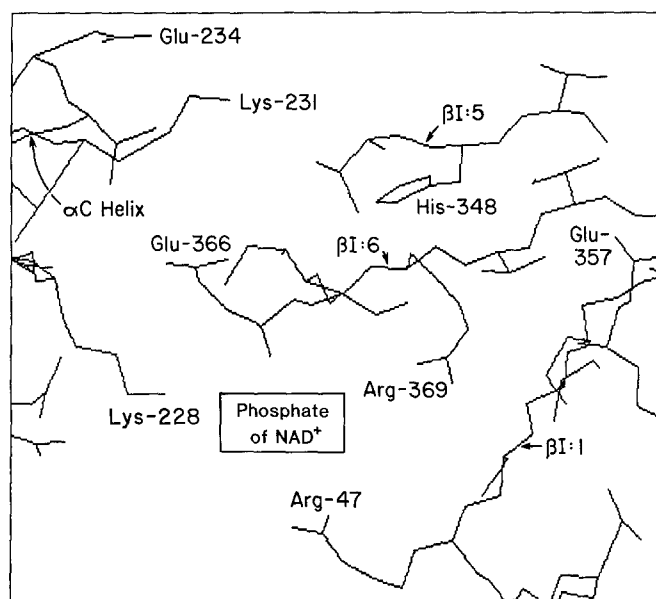 Glu-234
Lys-231
βI:5
αC Helix
His-348
Glu-366
βI:6
Glu-
357
Lys-228
Arg-369
Phosphate
of NAD⁺
βI:1
Arg-47